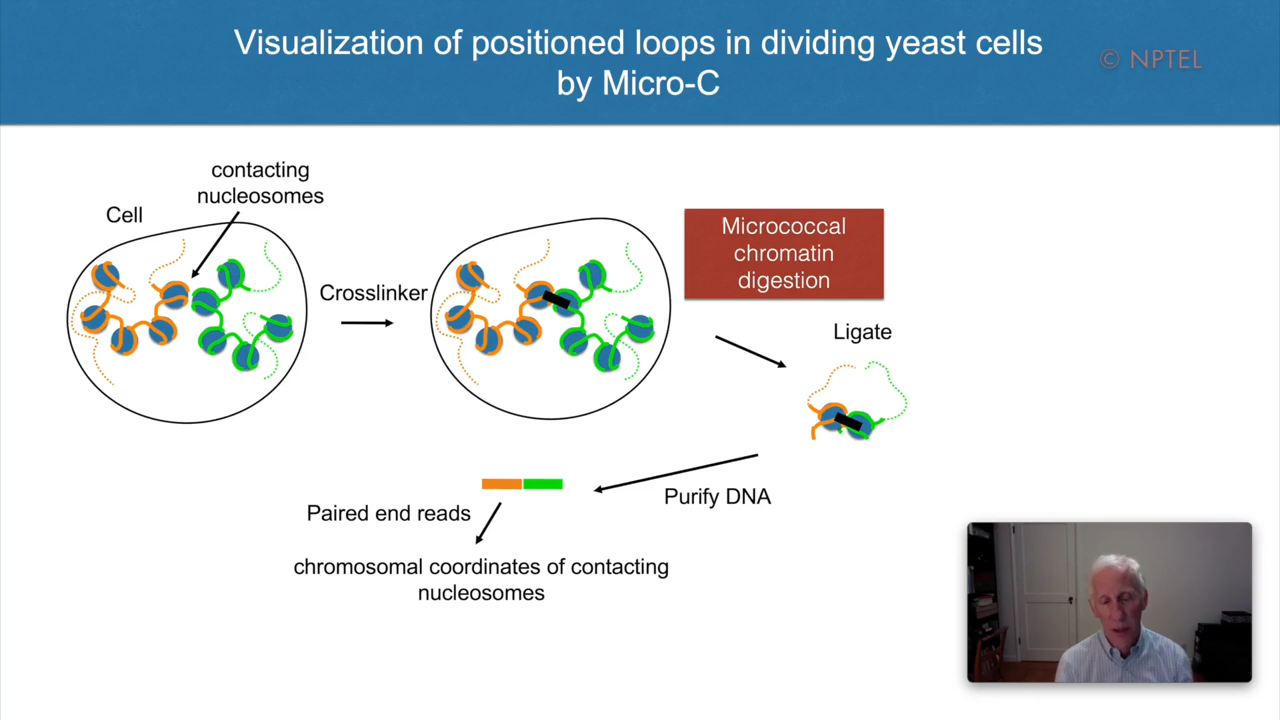 Visualization of positioned loops in dividing yeast cells
by Micro-C
© NPTEL
contacting
nucleosomes
Cell
Crosslinker
Micrococcal
chromatin
digestion
Ligate
Purify DNA
Paired end reads
chromosomal coordinates of contacting
nucleosomes